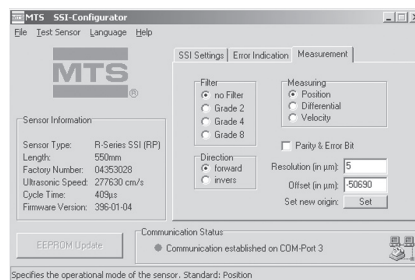 MTS SSI-Configurator
File Test Sensor Language Help
SSI Settings Error Indication Measurement
MTS®
Filter
no Filter
Grade 2
Grade 4
Grade 8
Measuring
Position
Differential
Velocity
Sensor Information
Sensor Type: R-Series SSI (RP)
Length: 550mm
Factory Number: 04353028
Ultrasonic Speed: 277630 cm/s
Cycle Time: 409µs
Firmware Version: 396-01-04
Parity & Error Bit
Direction
forward
invers
Resolution (in µm): 5
Offset (in µm): -50690
Set new origin: Set
EEPROM Update
Communication Status
Communication established on COM-Port 3
Specifies the operational mode of the sensor. Standard: Position